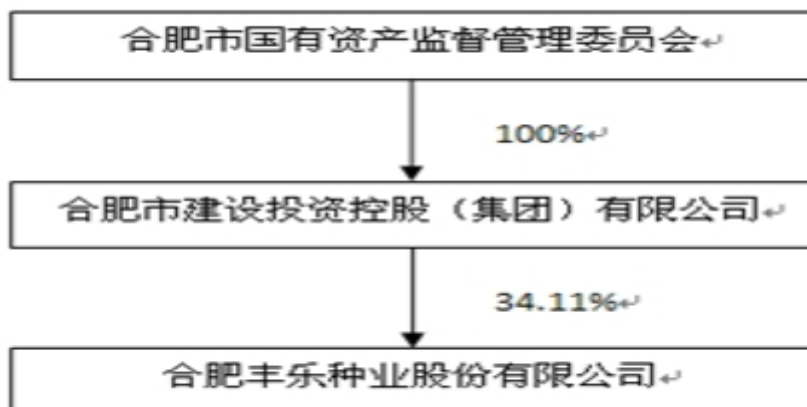 合肥市国有资产监督管理委员会↵
100%↵
合肥市建设投资控股（集团）有限公司↵
34.11%↵
合肥丰乐种业股份有限公司↵